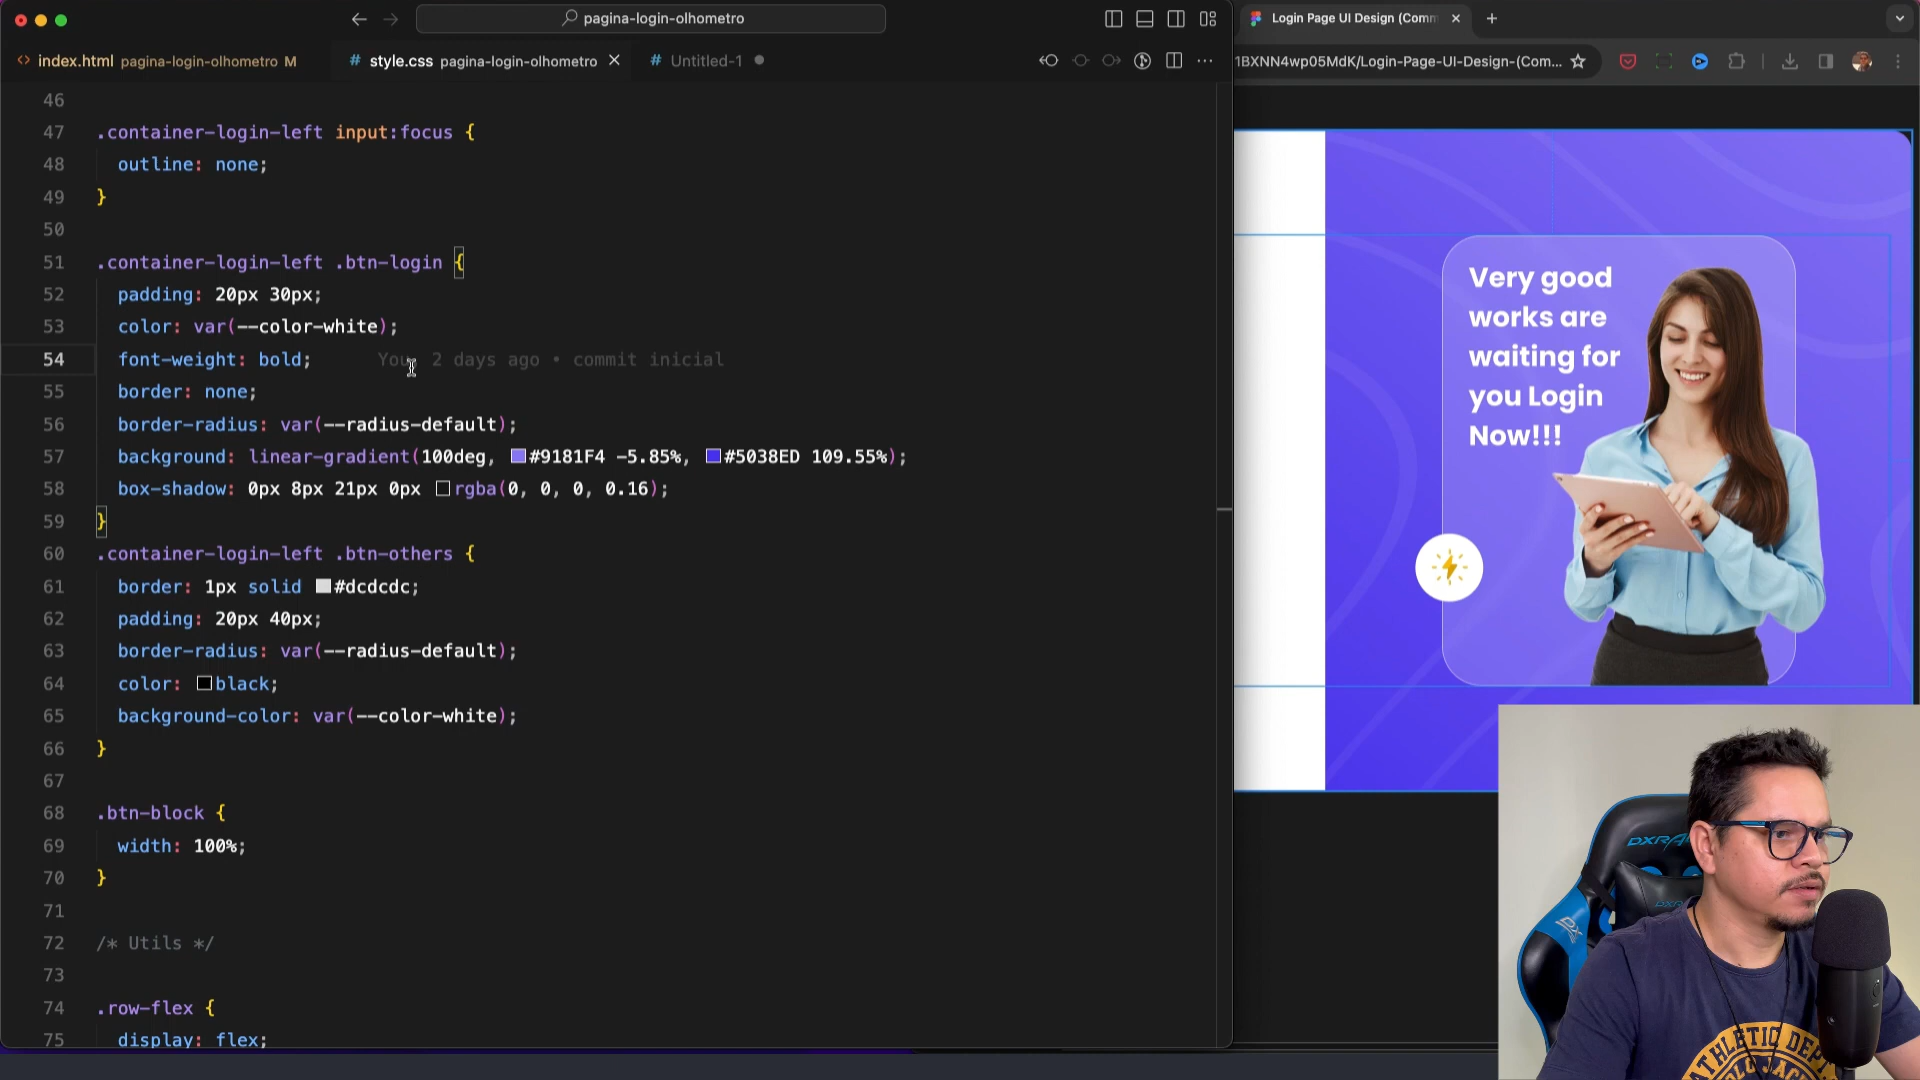 pagina-login-olhometro
Login Page UI Design (Comm
<> index.html pagina-login-olhometro M
# style.css pagina-login-olhometro
# Untitled-1
1BXNN4wp05MdK/Login-Page-UI-Design-(Com...
46
47 .container-login-left input:focus {
48 outline: none;
49 }
50
51 .container-login-left .btn-login {
52 padding: 20px 30px;
53 color: var(--color-white);
54 font-weight: bold; You, 2 days ago • commit inicial
55 border: none;
56 border-radius: var(--radius-default);
57 background: linear-gradient(100deg, #9181F4 -5.85%, #5038ED 109.55%);
58 box-shadow: 0px 8px 21px 0px rgba(0, 0, 0, 0.16);
59 }
60 .container-login-left .btn-others {
61 border: 1px solid #dcdcdc;
62 padding: 20px 40px;
63 border-radius: var(--radius-default);
64 color: black;
65 background-color: var(--color-white);
66 }
67
68 .btn-block {
69 width: 100%;
70 }
71
72 /* Utils */
73
74 .row-flex {
75 display: flex;
Very good
works are
waiting for
you Login
Now!!!
ATHLETIC DEP